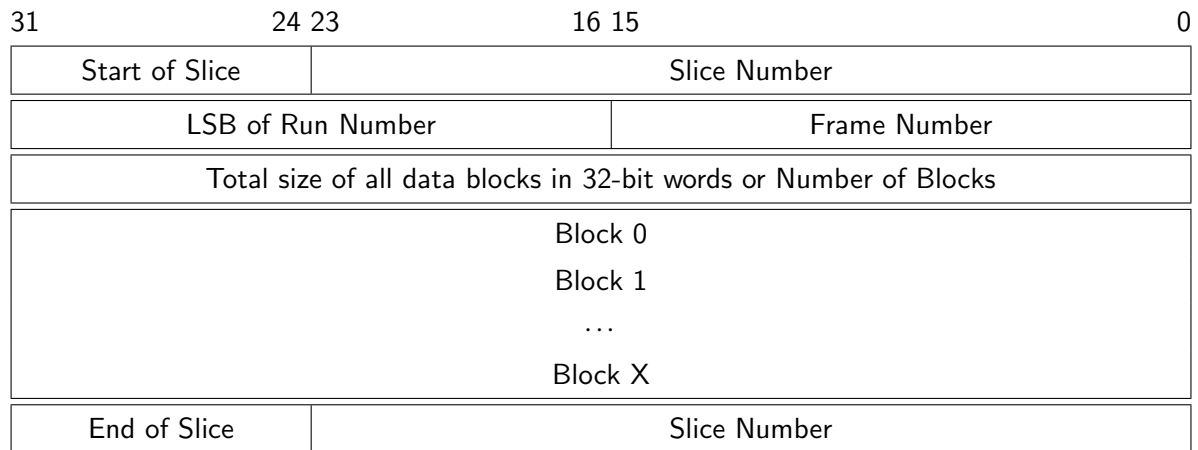 31 24 23 16 15 0
Start of Slice Slice Number
LSB of Run Number Frame Number
Total size of all data blocks in 32-bit words or Number of Blocks
Block 0
Block 1
...
Block X
End of Slice Slice Number